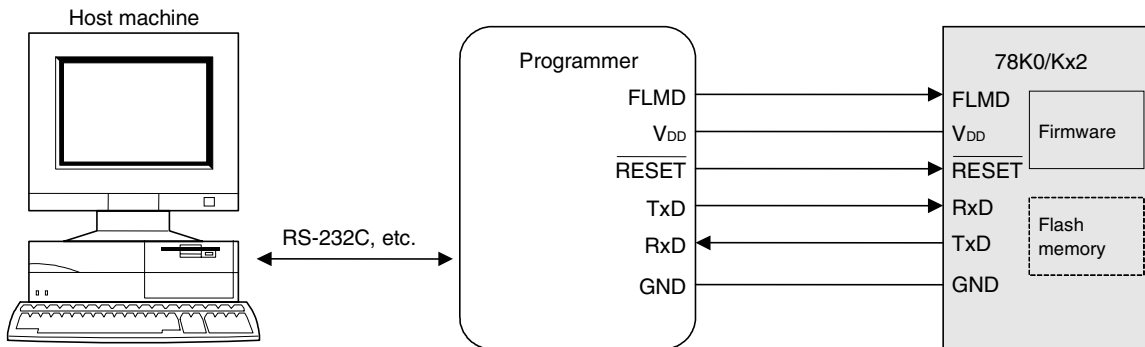 Host machine
RS-232C, etc.
Programmer
FLMD
VDD
RESET
TxD
RxD
GND
78K0/Kx2
FLMD
VDD
RESET
RxD
TxD
GND
Firmware
Flash
memory